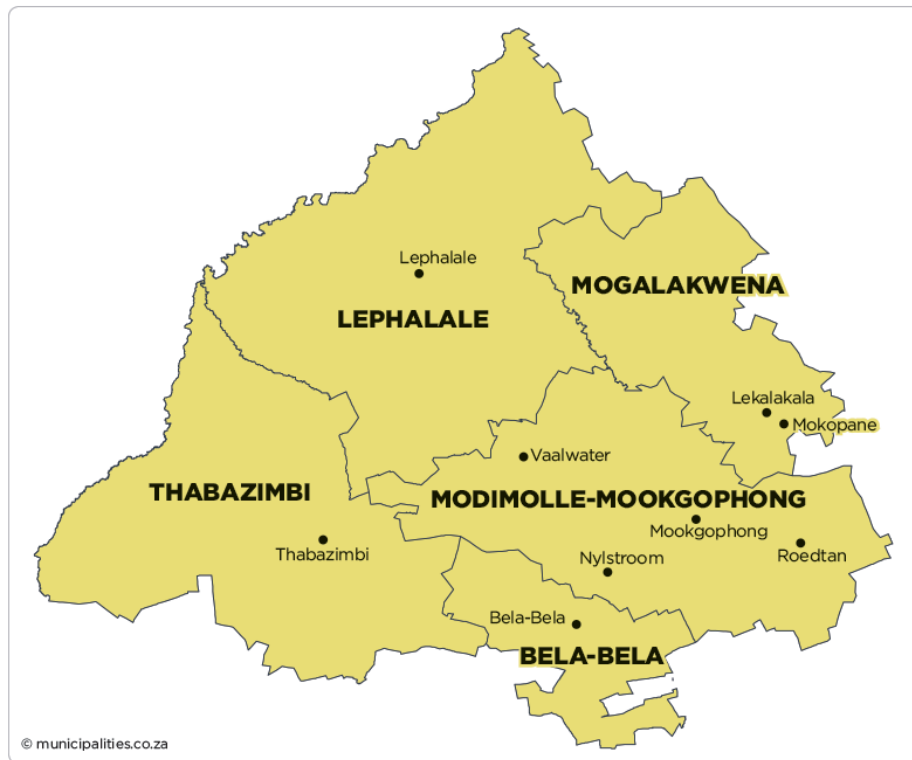 Lephalale
MOGALAKWENA
LEPHALALE
Lekalakala
Mokopane
Vaalwater
THABAZIMBI
MODIMOLLE-MOOKGOPHONG
Mookgophong
Thabazimbi
Roedtan
Nylstroom
Bela-Bela
BELA-BELA
© municipalities.co.za